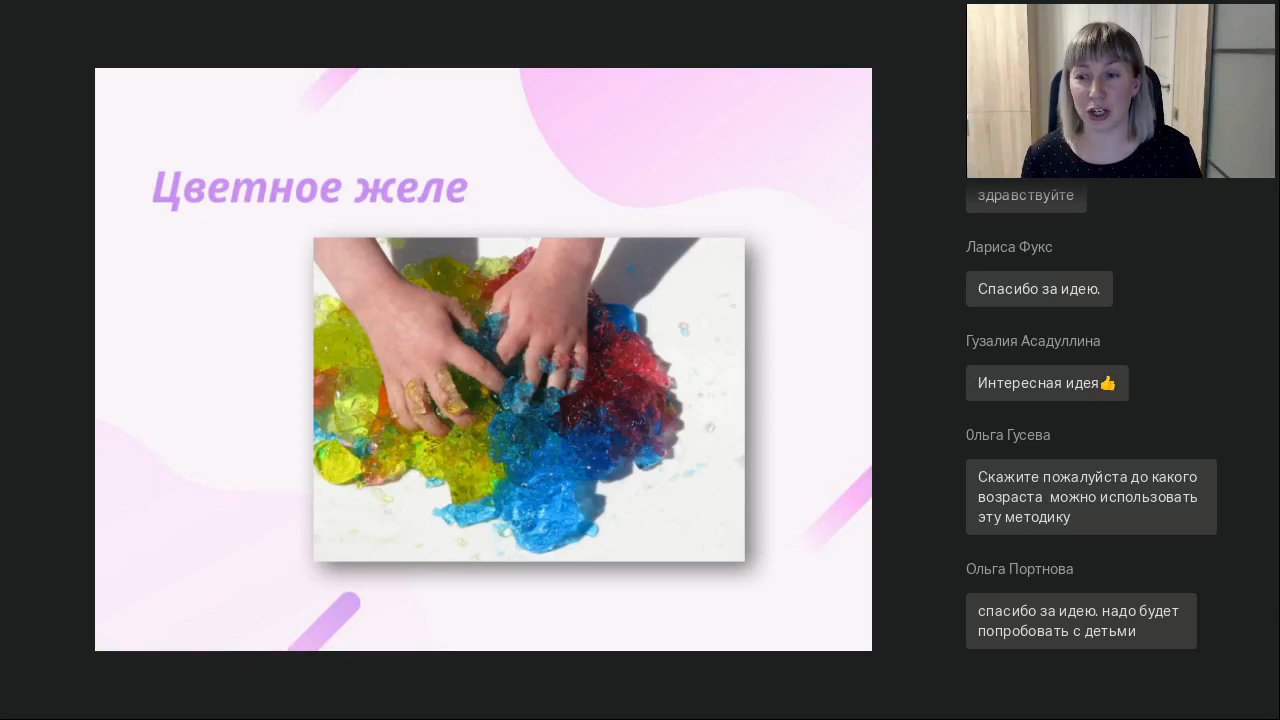 Цветное желе
здравствуйте
Лариса Фукс
Спасибо за идею.
Гузалия Асадуллина
Интересная идея👍
0льга Гусева
Скажите пожалуйста до какого
возраста  можно использовать
эту методику
Ольга Портнова
спасибо за идею. надо будет
попробовать с детьми